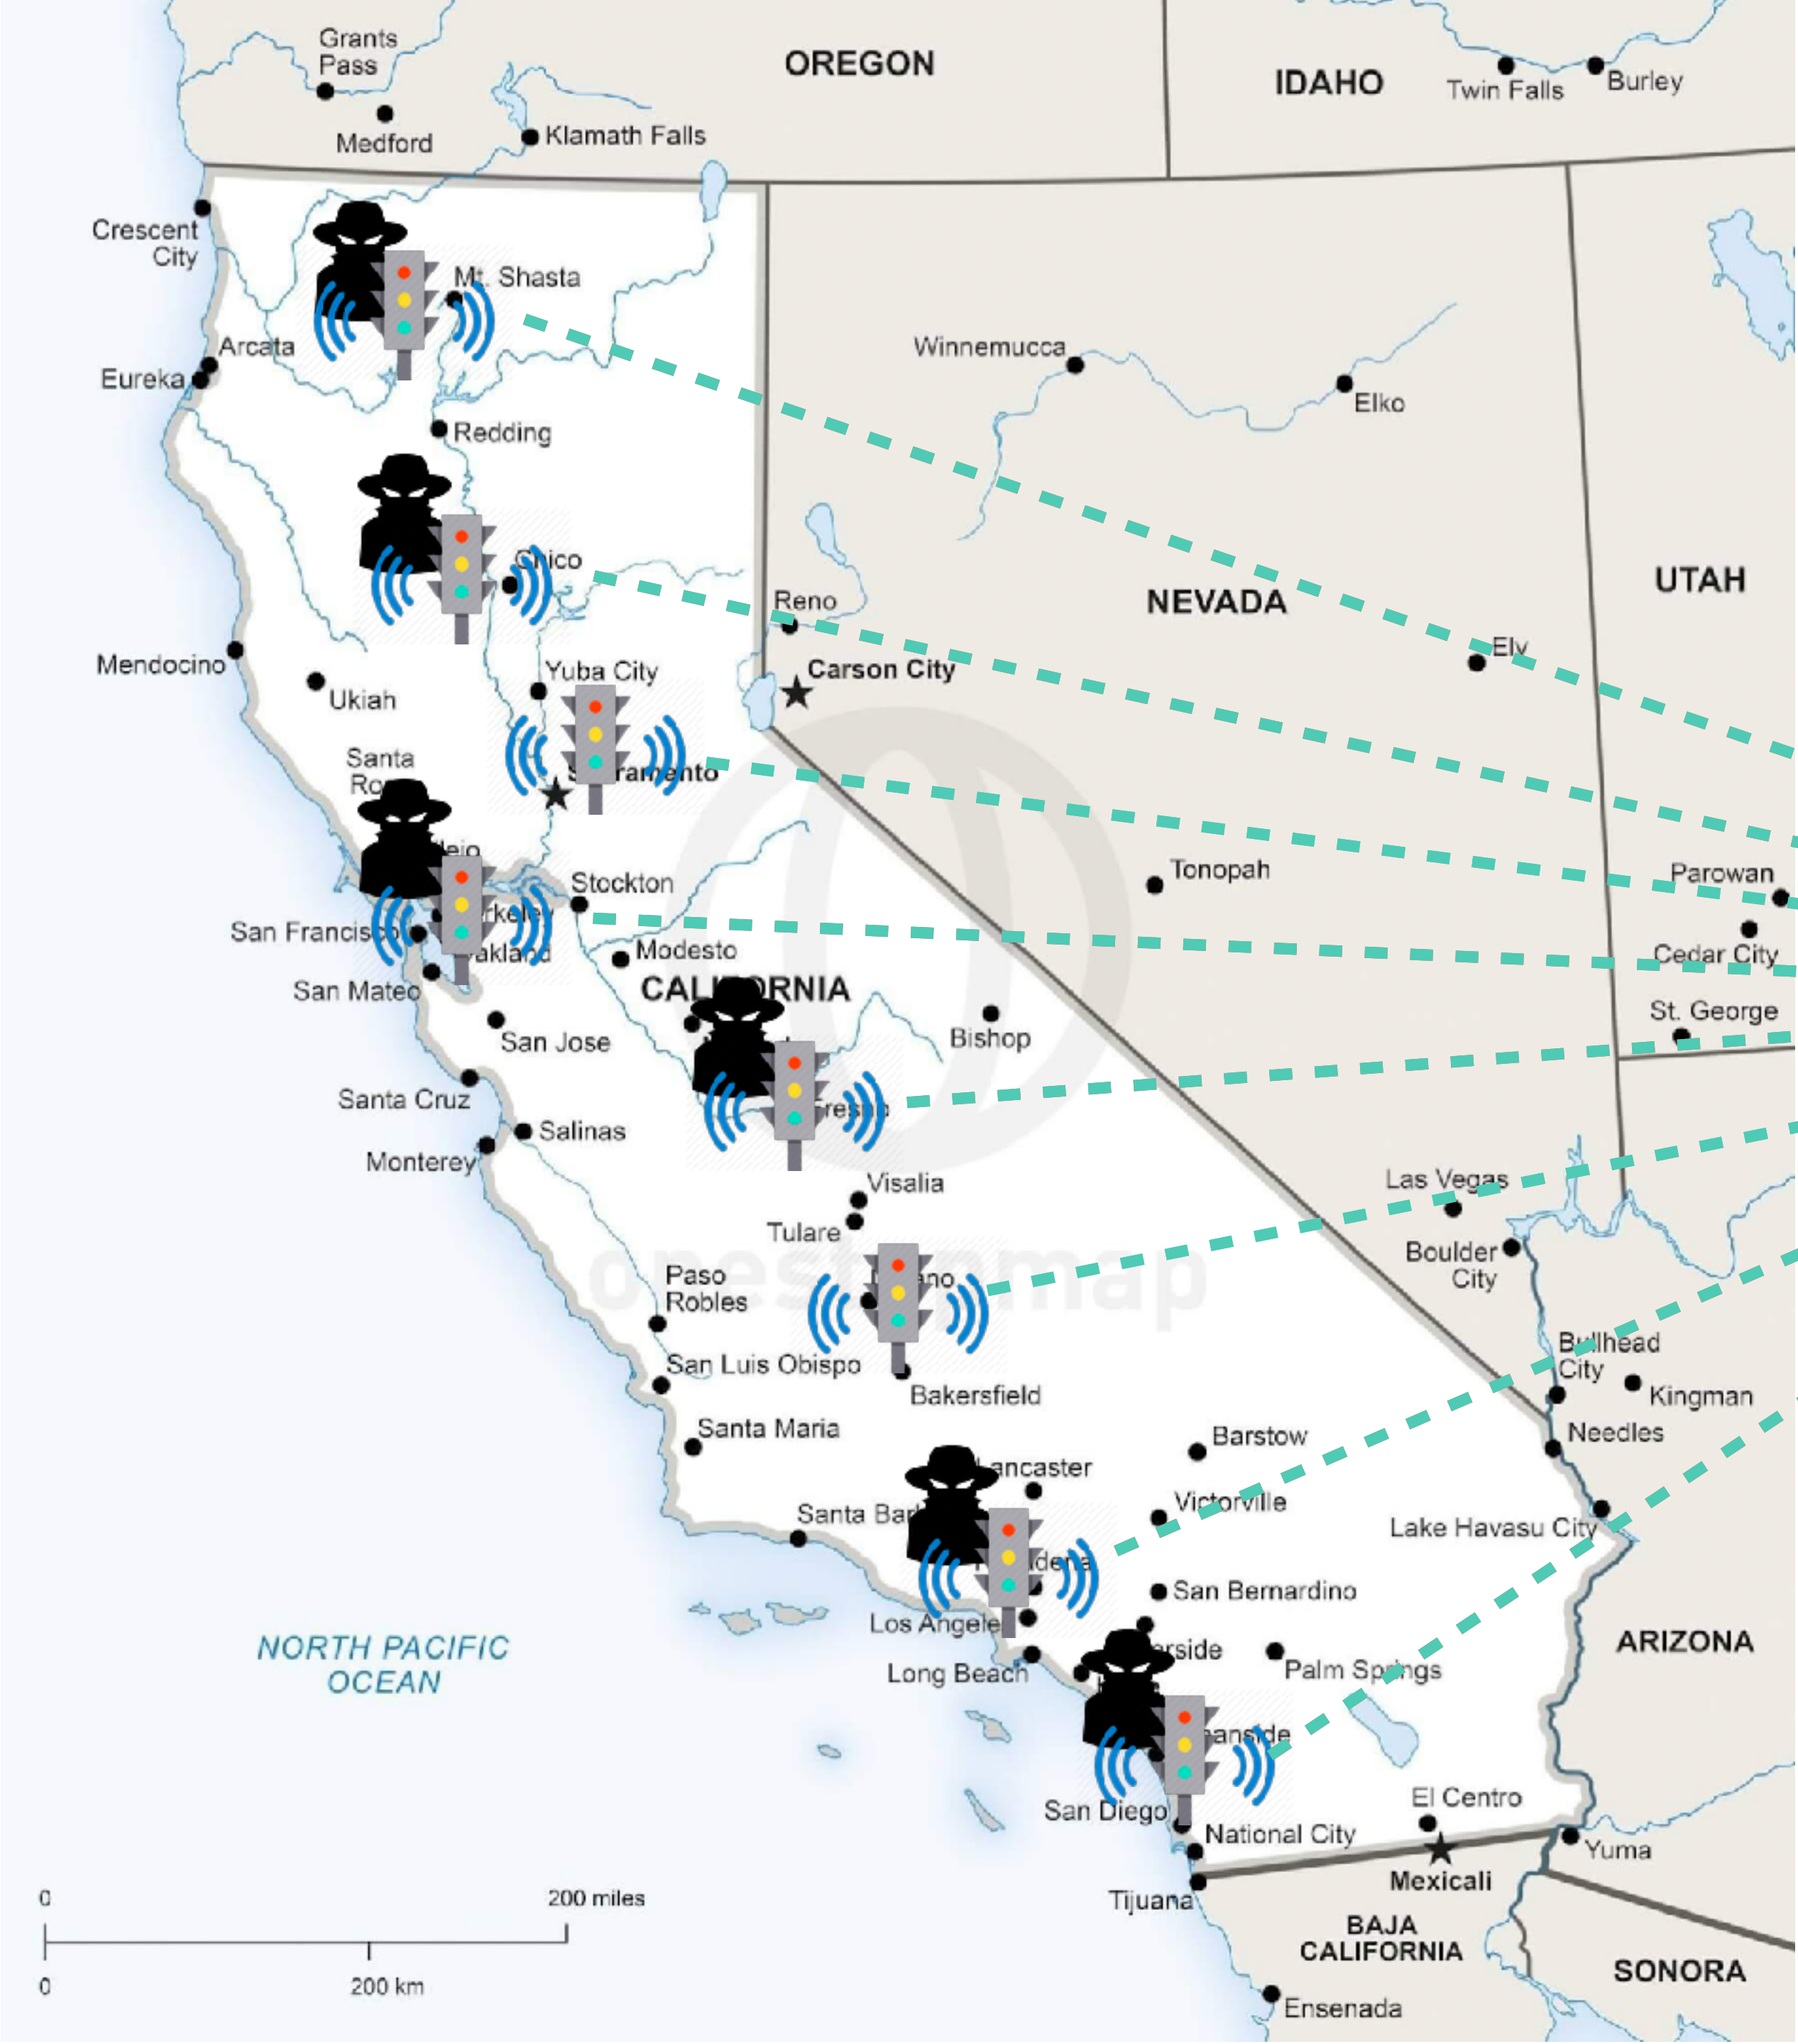 Grants
Pass
OREGON
IDAHO
Twin Falls
Burley
Medford
Klamath Falls
Crescent
City
Mt. Shasta
Arcata
Eureka
Winnemucca
Elko
Redding
Chico
Reno
NEVADA
UTAH
Ely
Mendocino
Ukiah
Yuba City
Carson City
Santa
Sacramento
Stockton
Tonopah
Parowan
San Francisco
Modesto
Cedar City
CALIFORNIA
San Mateo
San Jose
Bishop
St. George
Santa Cruz
Fresno
Salinas
Monterey
Visalia
Las Vegas
Tulare
Boulder
City
Paso
Robles
San Luis Obispo
Bakersfield
Bullhead
City
Kingman
Needles
Santa Maria
Barstow
Lancaster
Victorville
Lake Havasu City
San Bernardino
Los Angeles
Long Beach
Palm Springs
ARIZONA
NORTH PACIFIC
OCEAN
San Diego
El Centro
National City
Yuma
Mexicali
Tijuana
BAJA
CALIFORNIA
SONORA
Ensenada
0
200 miles
0
200 km